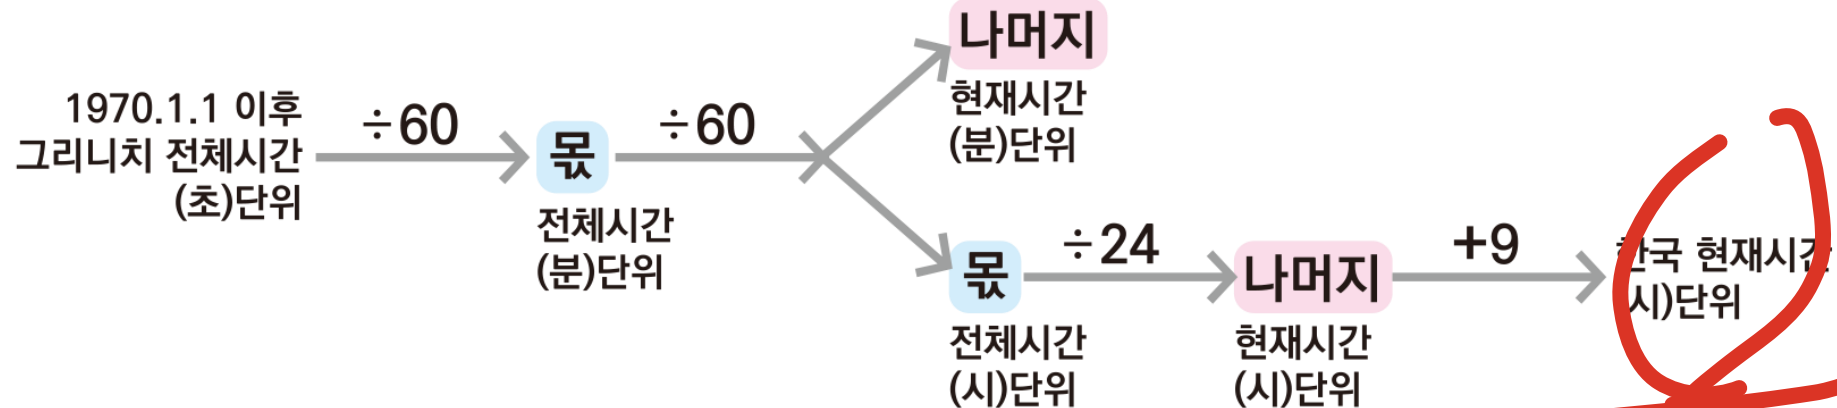 나머지
현재시간
(분)단위
1970.1.1 이후
그리니치 전체시간
(초)단위
÷60
몫
전체시간
(분)단위
÷60
몫
전체시간
(시)단위
÷24
나머지
현재시간
(시)단위
+9
한국 현재시간
시)단위